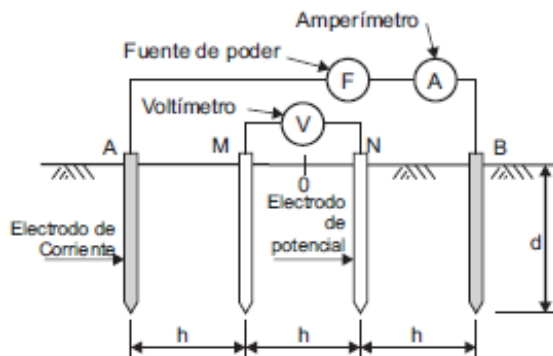 Amperímetro
Fuente de poder
F
A
Voltímetro
V
A
M
N
B
0
Electrodo de
Corriente
Electrodo
de
potencial
d
h
h
h